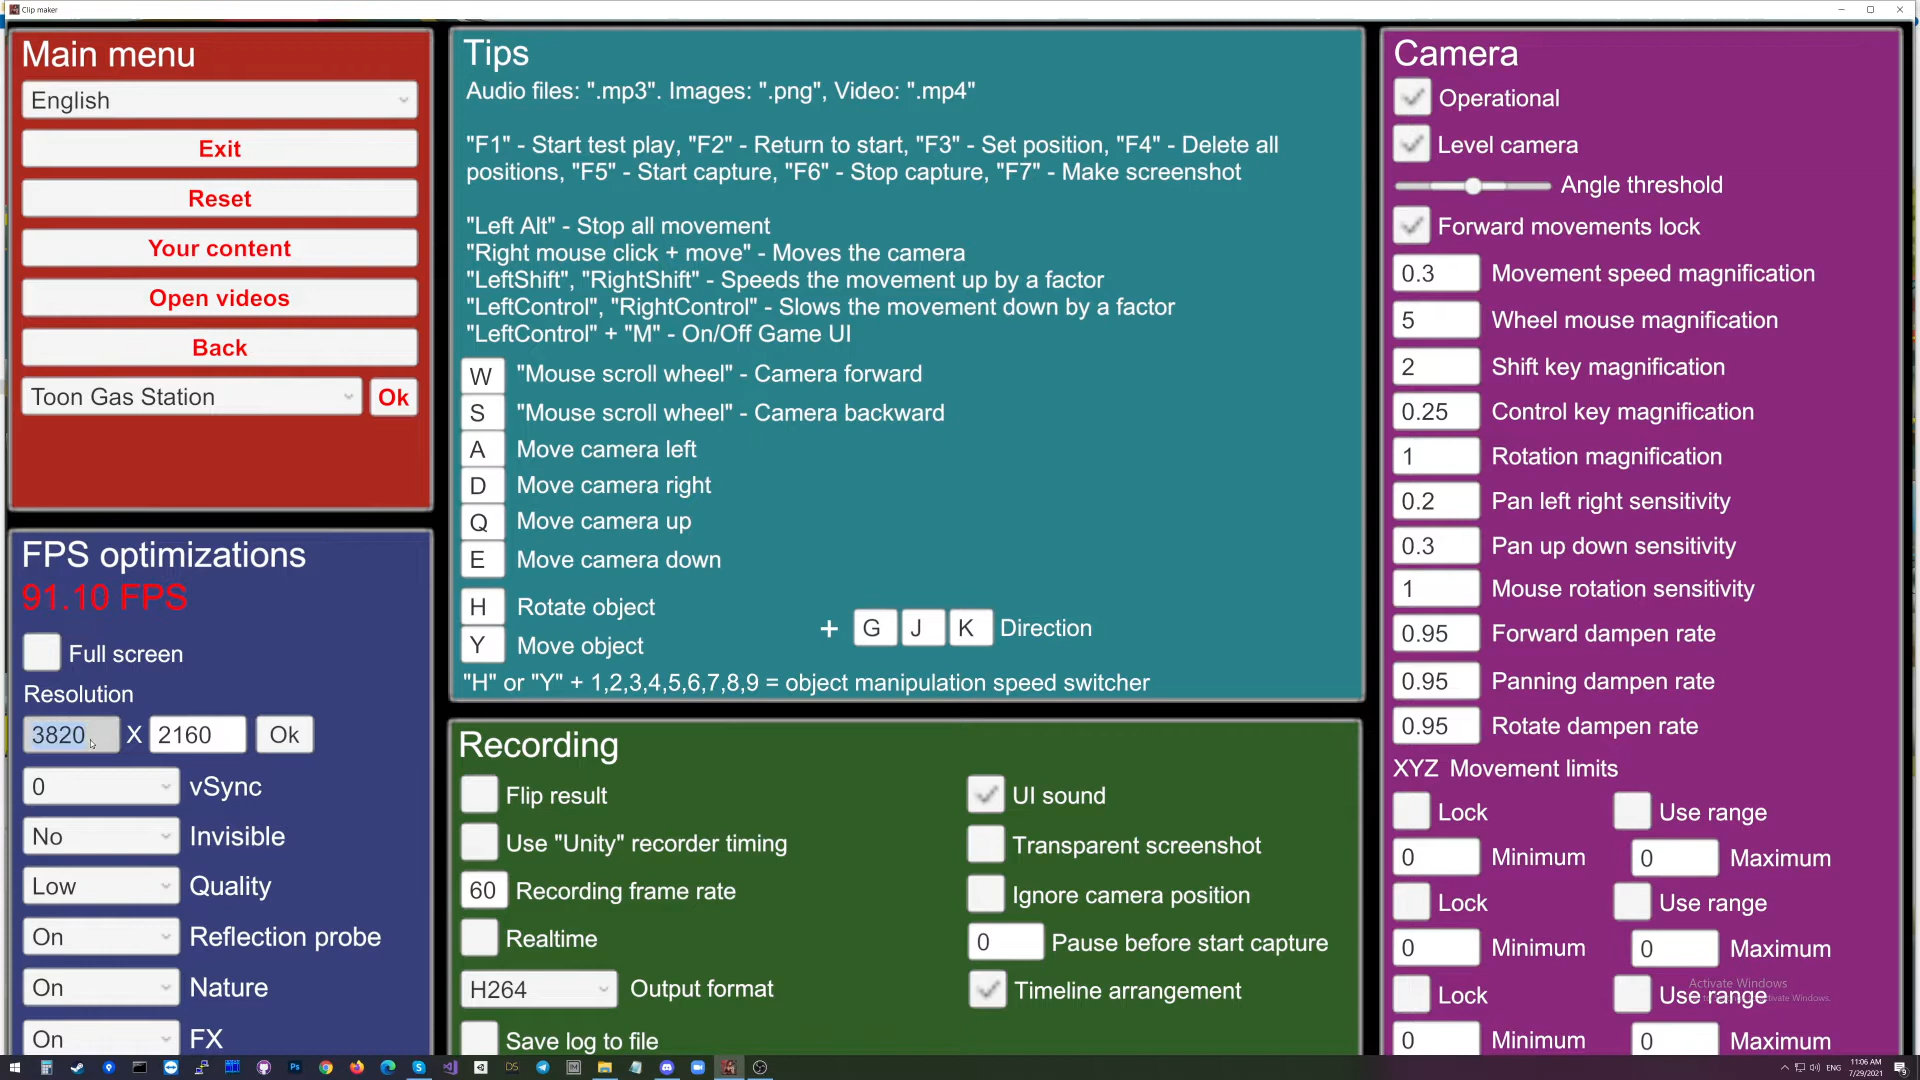 Clip maker
Main menu
English
Exit
Reset
Your content
Open videos
Back
Toon Gas Station
Ok
FPS optimizations
91.10 FPS
Full screen
Resolution
3820 X 2160 Ok
0 vSync
No Invisible
Low Quality
On Reflection probe
On Nature
On FX
Tips
Audio files: ".mp3". Images: ".png", Video: ".mp4"
"F1" - Start test play, "F2" - Return to start, "F3" - Set position, "F4" - Delete all
positions, "F5" - Start capture, "F6" - Stop capture, "F7" - Make screenshot
"Left Alt" - Stop all movement
"Right mouse click + move" - Moves the camera
"LeftShift", "RightShift" - Speeds the movement up by a factor
"LeftControl", "RightControl" - Slows the movement down by a factor
"LeftControl" + "M" - On/Off Game UI
W "Mouse scroll wheel" - Camera forward
S "Mouse scroll wheel" - Camera backward
A Move camera left
D Move camera right
Q Move camera up
E Move camera down
H Rotate object
Y Move object
+ G J K Direction
"H" or "Y" + 1,2,3,4,5,6,7,8,9 = object manipulation speed switcher
Recording
Flip result
Use "Unity" recorder timing
60 Recording frame rate
Realtime
H264 Output format
Save log to file
UI sound
Transparent screenshot
Ignore camera position
0 Pause before start capture
Timeline arrangement
Camera
Operational
Level camera
Angle threshold
Forward movements lock
0.3 Movement speed magnification
5 Wheel mouse magnification
2 Shift key magnification
0.25 Control key magnification
1 Rotation magnification
0.2 Pan left right sensitivity
0.3 Pan up down sensitivity
1 Mouse rotation sensitivity
0.95 Forward dampen rate
0.95 Panning dampen rate
0.95 Rotate dampen rate
XYZ Movement limits
Lock Use range
0 Minimum 0 Maximum
Lock Use range
0 Minimum 0 Maximum
Activate Windows
Lock Use range
0 Minimum 0 Maximum
ENG
11:06 AM
7/29/2021